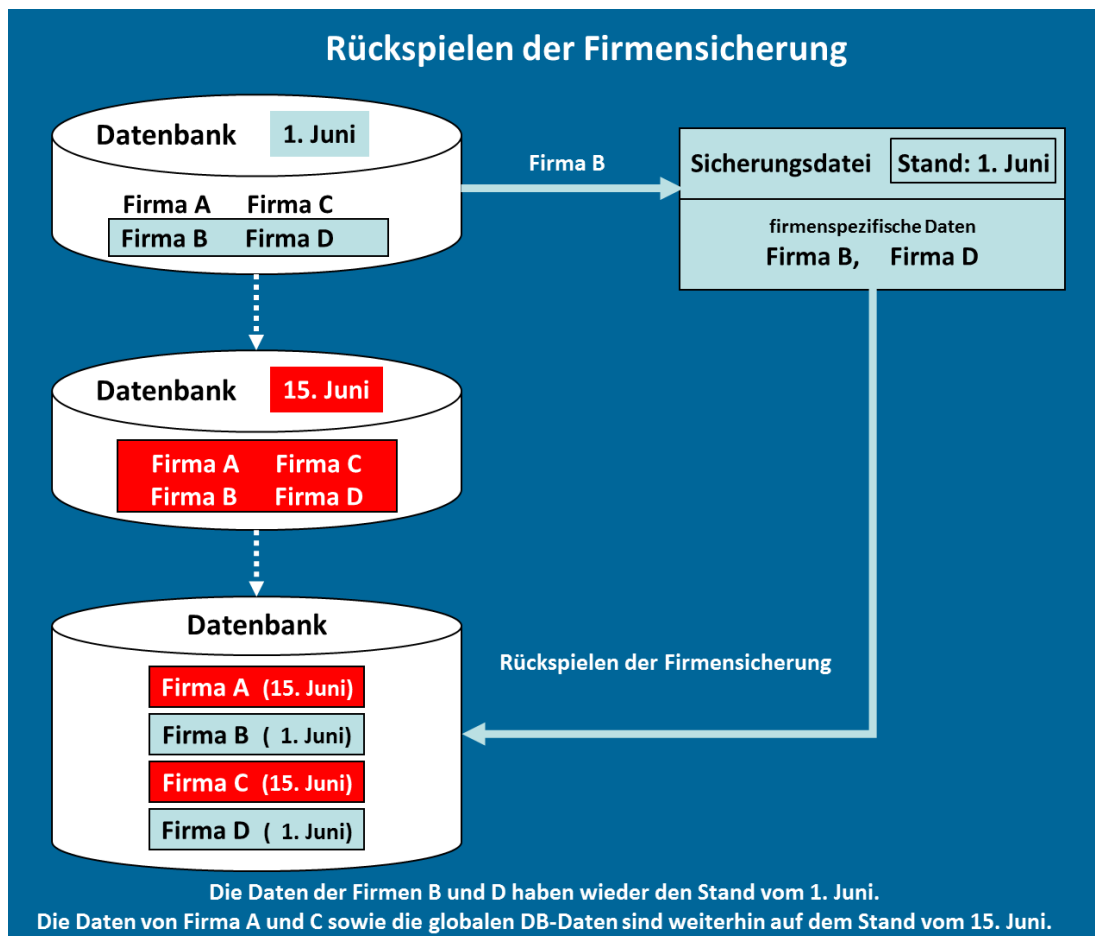 Rückspielen der Firmensicherung
Datenbank 1. Juni
Firma A Firma C
Firma B Firma D
Firma B
Sicherungsdatei Stand: 1. Juni
firmenspezifische Daten
Firma B, Firma D
Datenbank 15. Juni
Firma A Firma C
Firma B Firma D
Datenbank
Firma A (15. Juni)
Firma B ( 1. Juni)
Firma C (15. Juni)
Firma D ( 1. Juni)
Rückspielen der Firmensicherung
Die Daten der Firmen B und D haben wieder den Stand vom 1. Juni.
Die Daten von Firma A und C sowie die globalen DB-Daten sind weiterhin auf dem Stand vom 15. Juni.